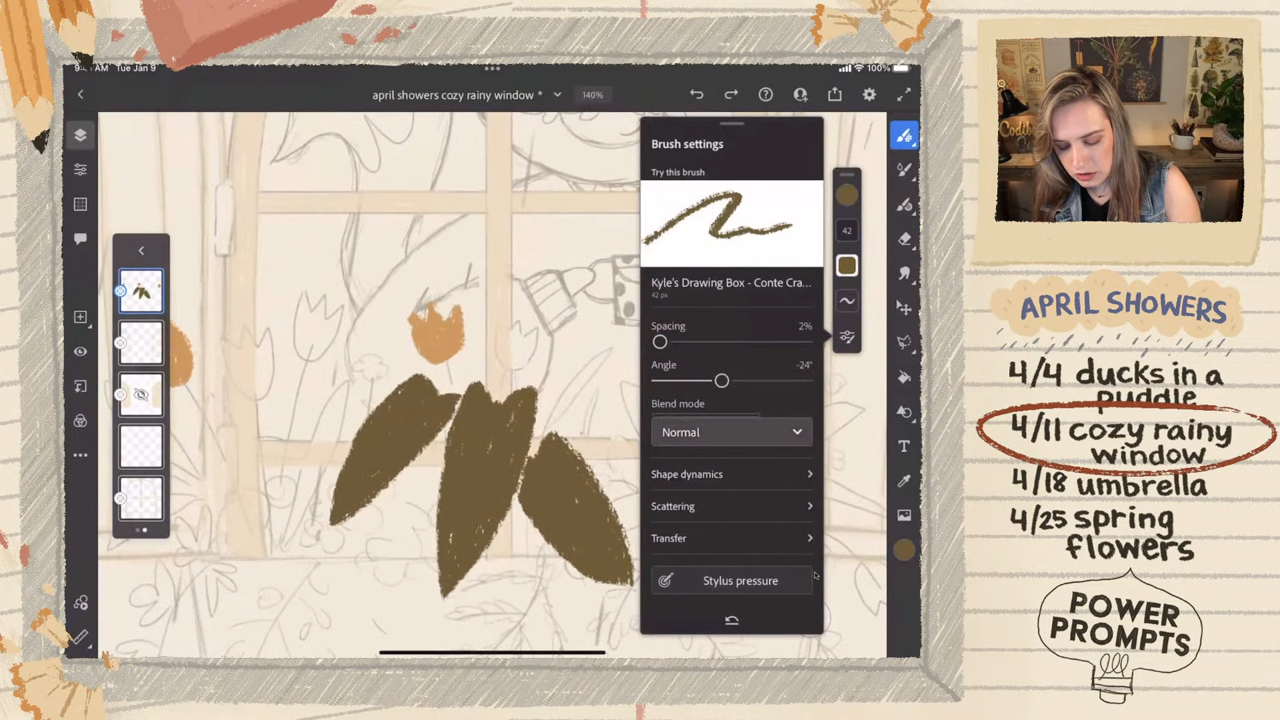 Tue Jan 9
100%
april showers cozy rainy window *
140%
Brush settings
Try this brush
Kyle's Drawing Box - Conte Cra...
42 px
Spacing
2%
Angle
-24°
Blend mode
Normal
Shape dynamics
Scattering
Transfer
Stylus pressure
42
T
APRIL SHOWERS
4/4 ducks in a
puddle
4/11 cozy rainy
window
4/18 umbrella
4/25 spring
flowers
POWER
PROMPTS